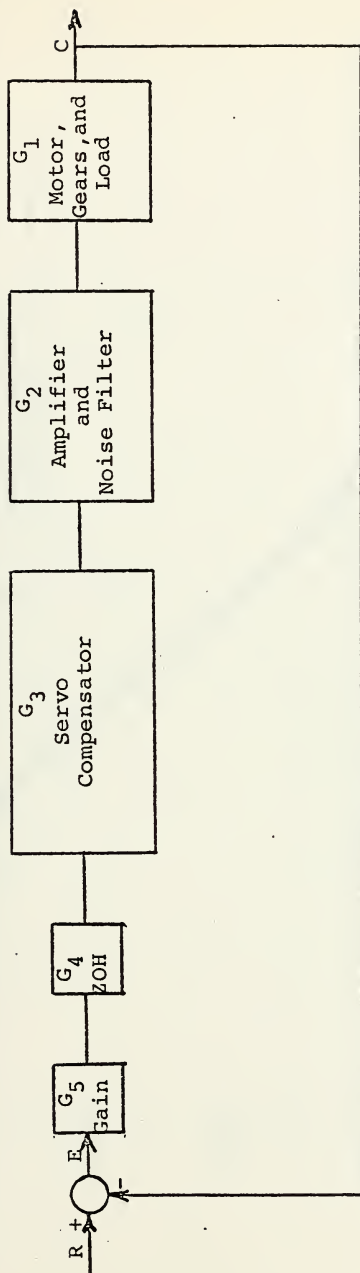 R
+
-
E
G5
Gain
G4
ZOH
G3
Servo
Compensator
G2
Amplifier
and
Noise Filter
G1
Motor,
Gears, and
Load
C